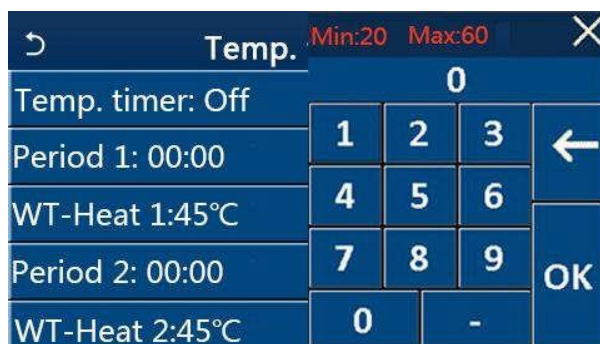 Temp.
Temp. timer: Off
Period 1: 00:00
WT-Heat 1:45℃
Period 2: 00:00
WT-Heat 2:45℃
Min:20 Max:60
0
1 2 3
4 5 6
7 8 9
OK
0 -